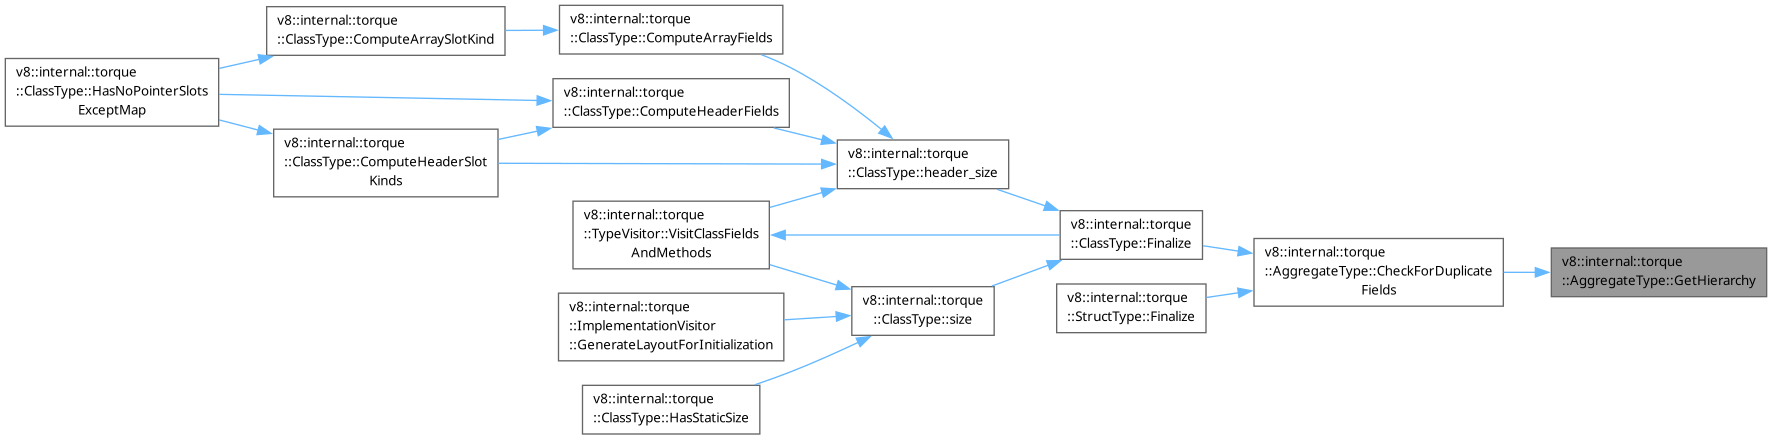 v8::internal::torque
::ClassType::HasNoPointerSlots
ExceptMap
v8::internal::torque
::ClassType::ComputeArraySlotKind
v8::internal::torque
::ClassType::ComputeHeaderSlot
Kinds
v8::internal::torque
::ClassType::ComputeArrayFields
v8::internal::torque
::ClassType::ComputeHeaderFields
v8::internal::torque
::TypeVisitor::VisitClassFields
AndMethods
v8::internal::torque
::ImplementationVisitor
::GenerateLayoutForInitialization
v8::internal::torque
::ClassType::HasStaticSize
v8::internal::torque
::ClassType::header_size
v8::internal::torque
::ClassType::size
v8::internal::torque
::ClassType::Finalize
v8::internal::torque
::StructType::Finalize
v8::internal::torque
::AggregateType::CheckForDuplicate
Fields
v8::internal::torque
::AggregateType::GetHierarchy